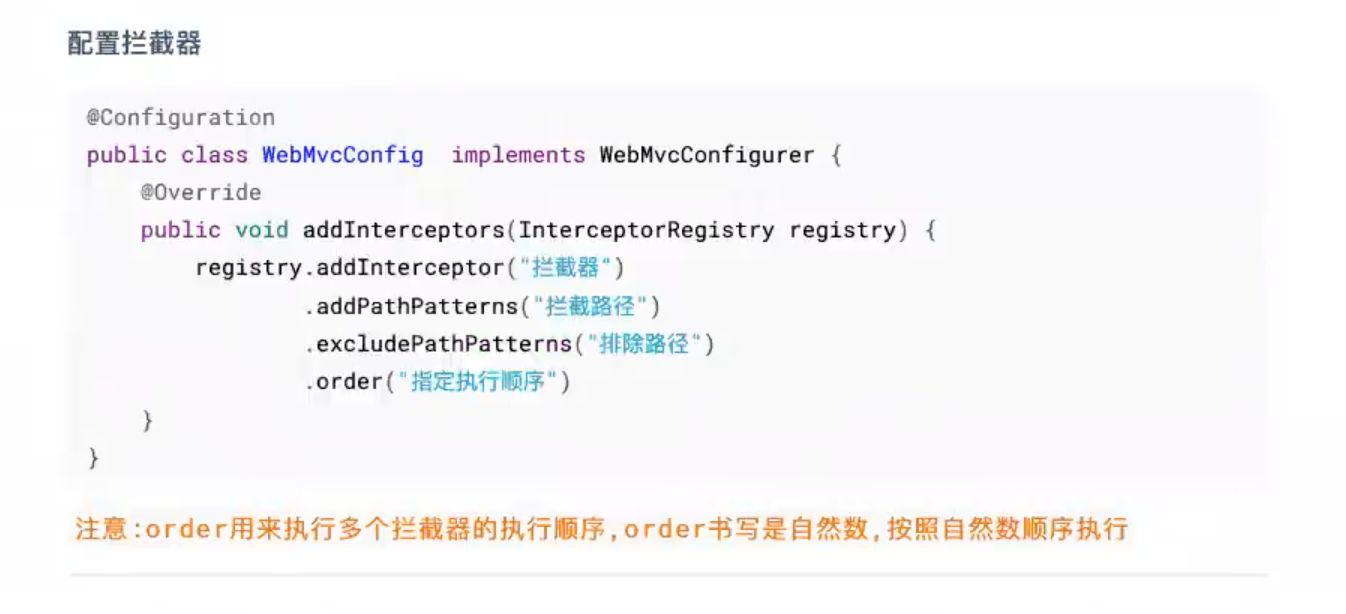 配置拦截器
@Configuration
public class WebMvcConfig  implements WebMvcConfigurer {
    @Override
    public void addInterceptors(InterceptorRegistry registry) {
        registry.addInterceptor("拦截器")
                .addPathPatterns("拦截路径")
                .excludePathPatterns("排除路径")
                .order("指定执行顺序")
    }
}
注意:order用来执行多个拦截器的执行顺序,order书写是自然数,按照自然数顺序执行